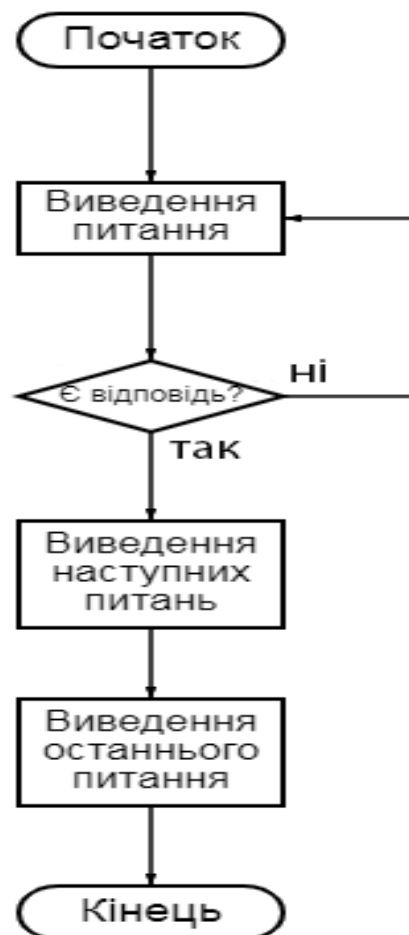 Початок
Виведення
питання
Є відповідь?
ні
так
Виведення
наступних
питань
Виведення
останнього
питання
Кінець